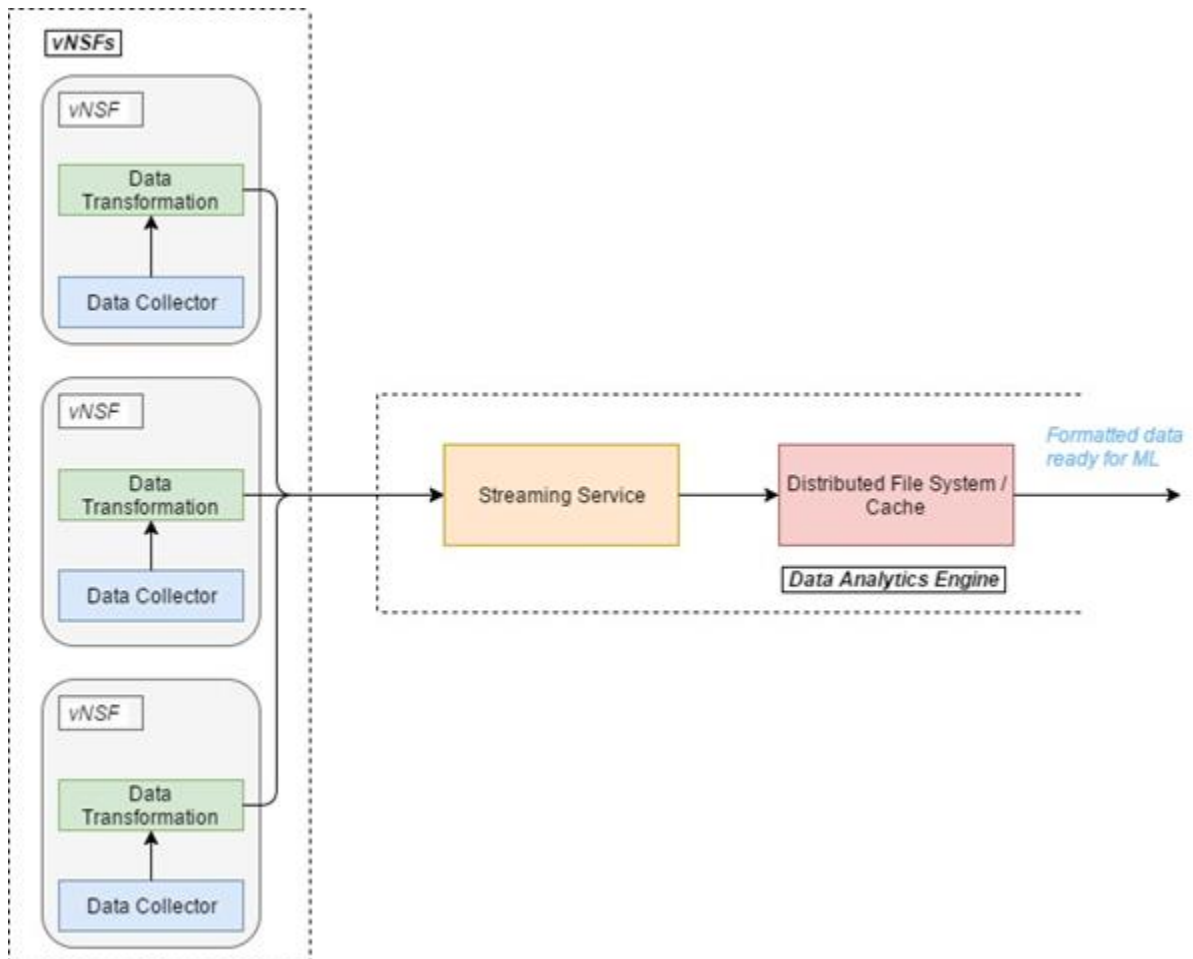 vNSFs
vNSF
Data
Transformation
Data Collector
vNSF
Data
Transformation
Data Collector
vNSF
Data
Transformation
Data Collector
Streaming Service
Distributed File System /
Cache
Data Analytics Engine
Formatted data
ready for ML